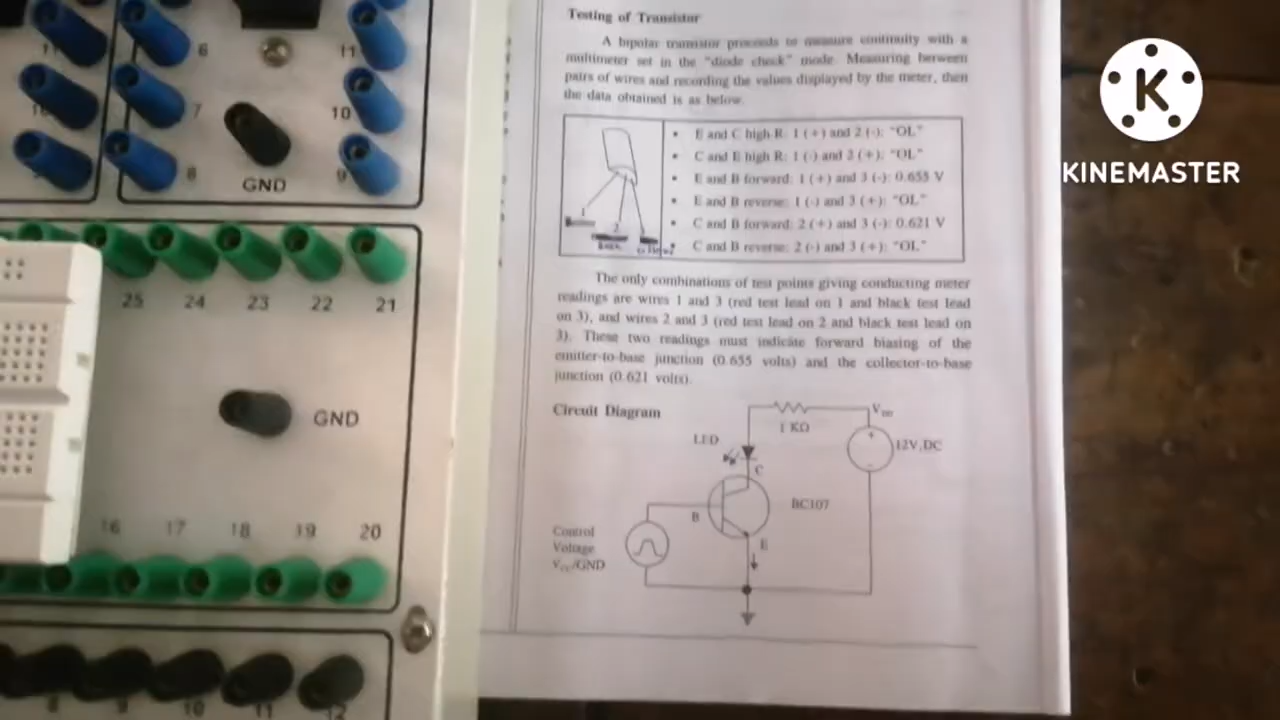 Testing of Transistor
A bipolar transistor proceeds to measure continuity with a
multimeter set in the "diode check" mode. Measuring between
pairs of wires and recording the values displayed by the meter, then
the data obtained is as below.
• E and C high R: 1 (+) and 2 (-): "OL"
• C and E high R: 1 (-) and 2 (+): "OL"
• E and B forward: 1 (+) and 3 (-): 0.655 V
• E and B reverse: 1 (-) and 3 (+): "OL"
• C and B forward: 2 (+) and 3 (-): 0.621 V
• C and B reverse: 2 (-) and 3 (+): "OL"
1
2
The only combinations of test points giving conducting meter
readings are wires 1 and 3 (red test lead on 1 and black test lead
on 3), and wires 2 and 3 (red test lead on 2 and black test lead on
3). These two readings must indicate forward biasing of the
emitter-to-base junction (0.655 volts) and the collector-to-base
junction (0.621 volts).
Circuit Diagram
1 KΩ
LED
12V,DC
C
BC107
B
E
Control
Voltage
/GND
K
KINEMASTER
11 6 11
10 7 10
8 9
GND
25 24 23 22 21
GND
16 17 18 19 20
8 9 10 11 12